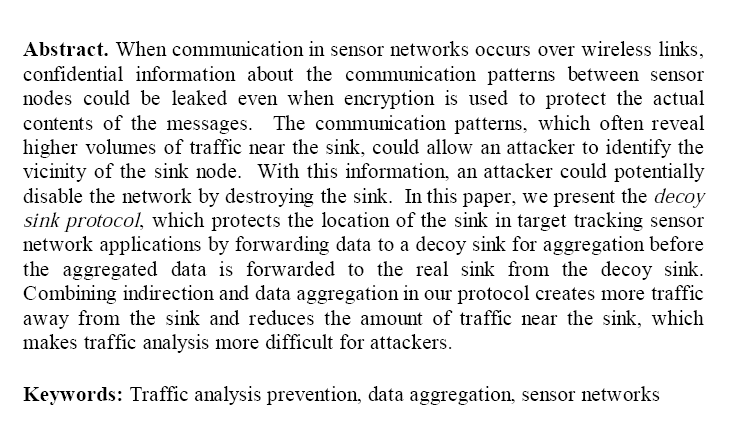 Abstract. When communication in sensor networks occurs over wireless links,
confidential information about the communication patterns between sensor
nodes could be leaked even when encryption is used to protect the actual
contents of the messages. The communication patterns, which often reveal
higher volumes of traffic near the sink, could allow an attacker to identify the
vicinity of the sink node. With this information, an attacker could potentially
disable the network by destroying the sink. In this paper, we present the decoy
sink protocol, which protects the location of the sink in target tracking sensor
network applications by forwarding data to a decoy sink for aggregation before
the aggregated data is forwarded to the real sink from the decoy sink.
Combining indirection and data aggregation in our protocol creates more traffic
away from the sink and reduces the amount of traffic near the sink, which
makes traffic analysis more difficult for attackers.
Keywords: Traffic analysis prevention, data aggregation, sensor networks